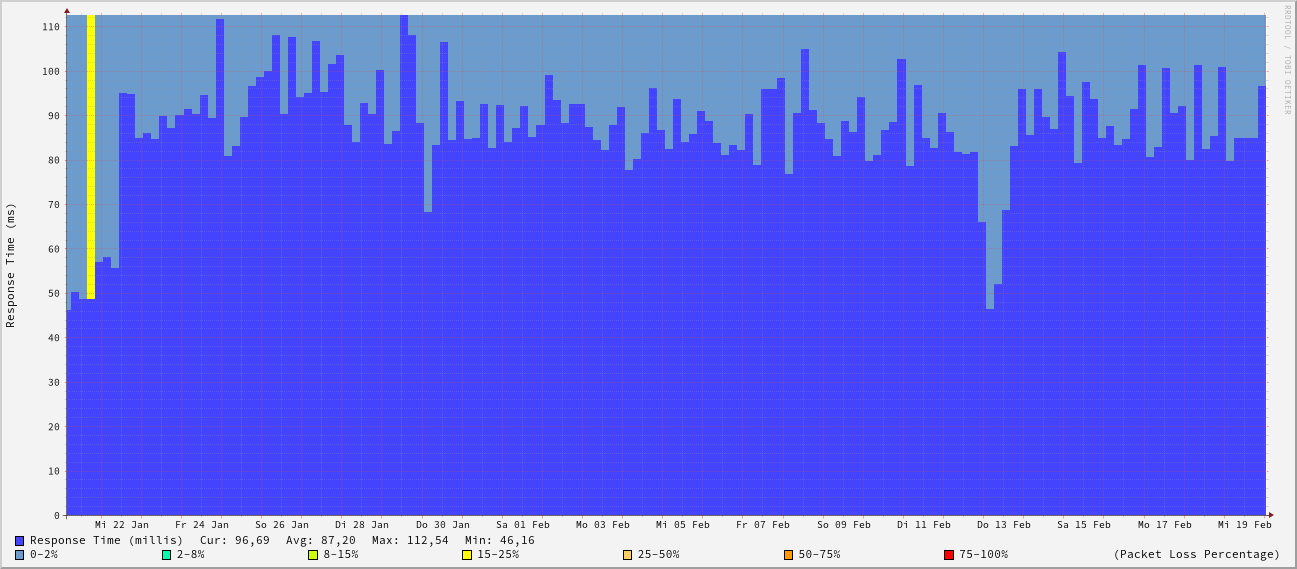 RRDTOOL / TOBI OETIKER
Response Time (ms)
110
100
90
80
70
60
50
40
30
20
10
0
Mi 22 Jan Fr 24 Jan So 26 Jan Di 28 Jan Do 30 Jan Sa 01 Feb Mo 03 Feb Mi 05 Feb Fr 07 Feb So 09 Feb Di 11 Feb Do 13 Feb Sa 15 Feb Mo 17 Feb Mi 19 Feb
Response Time (millis) Cur: 96,69 Avg: 87,20 Max: 112,54 Min: 46,16
0-2% 2-8% 8-15% 15-25% 25-50% 50-75% 75-100% (Packet Loss Percentage)